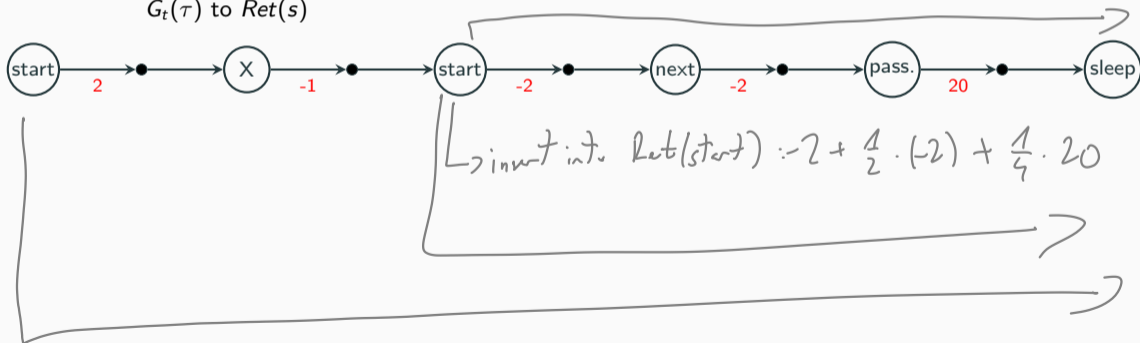 G_t(τ) to Ret(s)
start X start next pass. sleep
2 -1 -2 -2 20
↳ insert into Ret(start) : -2 + 1/2 · (-2) + 1/4 · 20